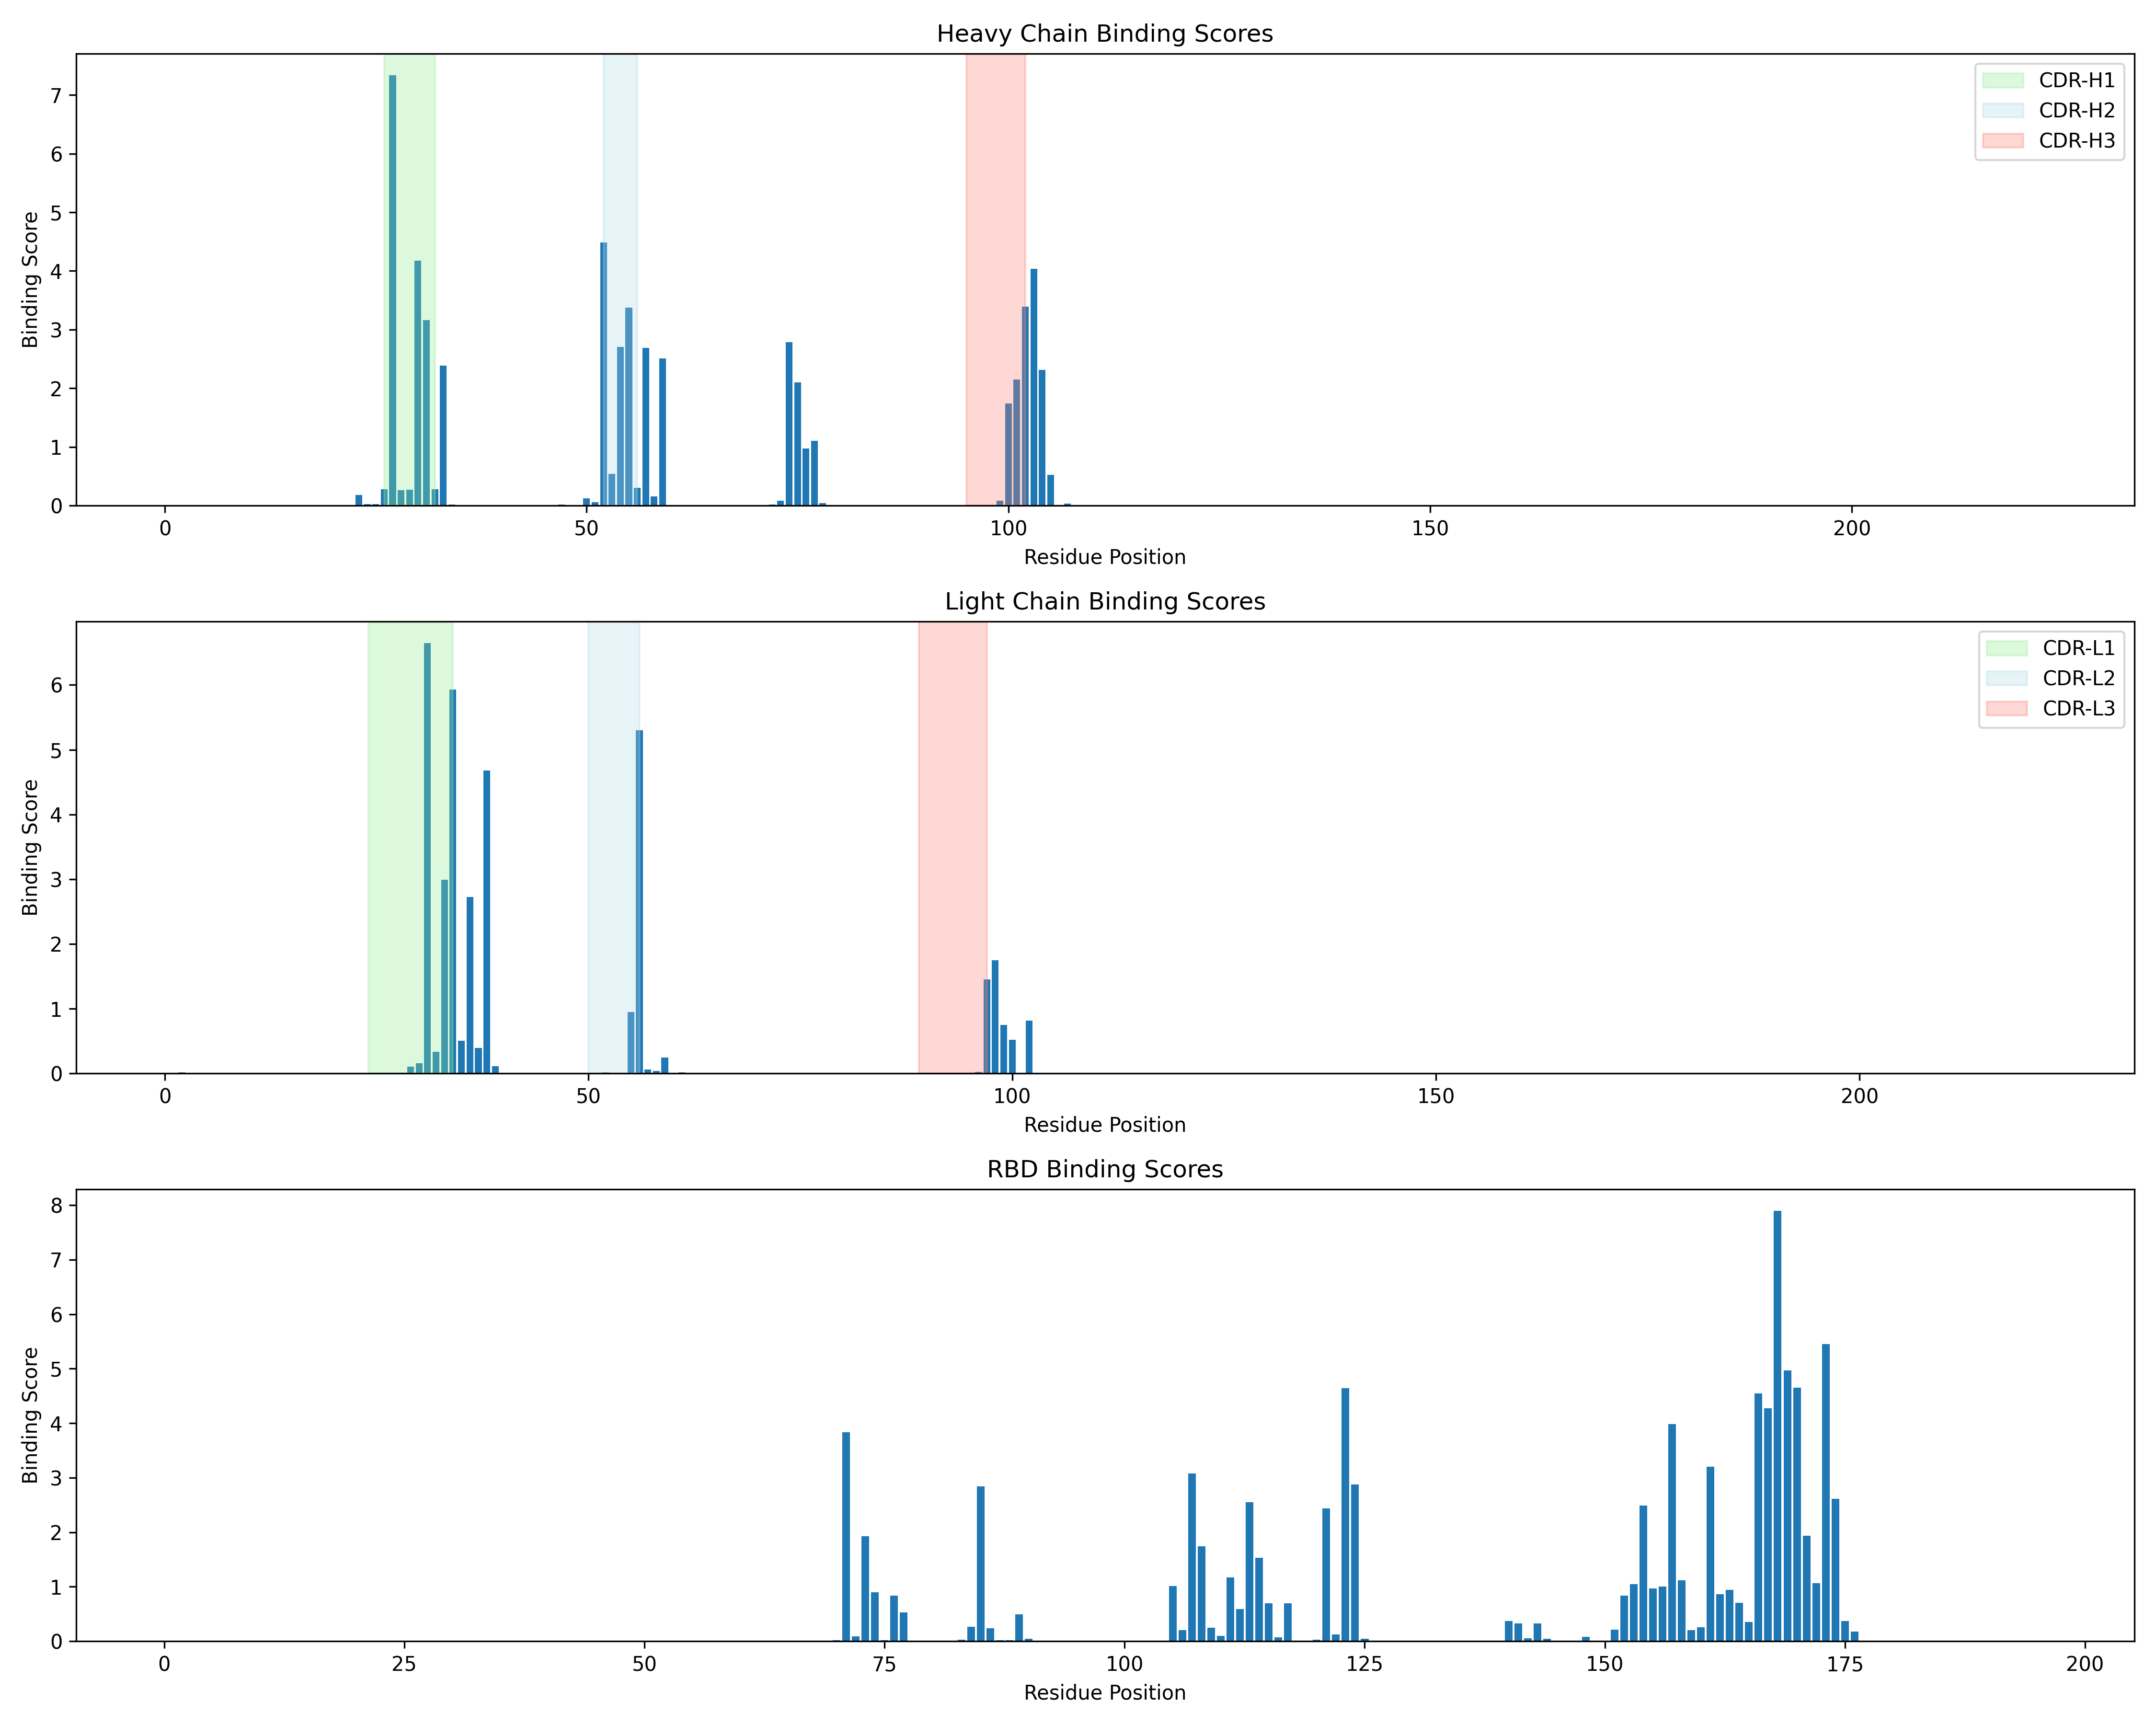 Heavy Chain Binding Scores
Binding Score
7
6
5
4
3
2
1
0
CDR-H1
CDR-H2
CDR-H3
0 50 100 150 200
Residue Position
Light Chain Binding Scores
Binding Score
6
5
4
3
2
1
0
CDR-L1
CDR-L2
CDR-L3
0 50 100 150 200
Residue Position
RBD Binding Scores
Binding Score
8
7
6
5
4
3
2
1
0
0 25 50 75 100 125 150 175 200
Residue Position